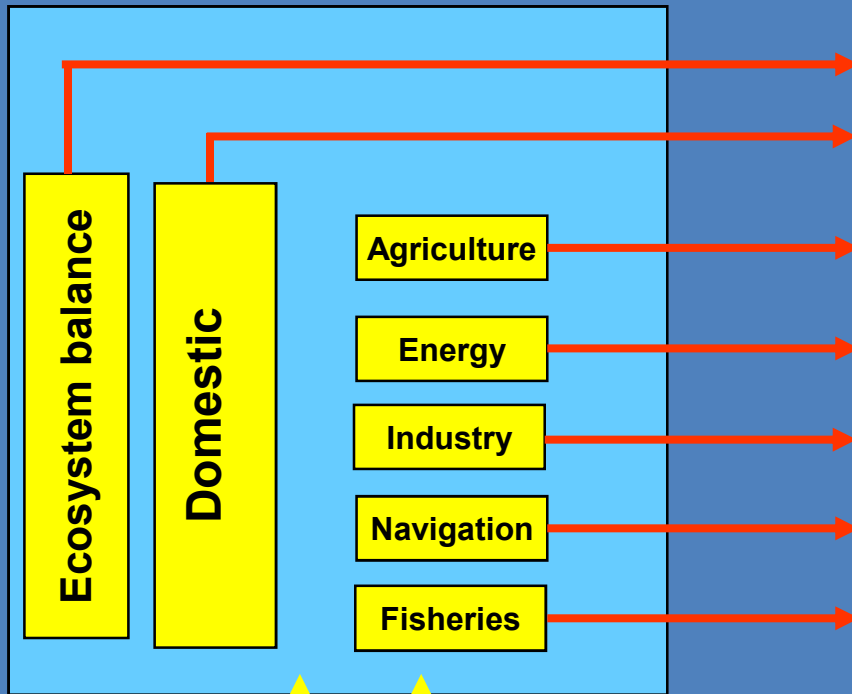 Ecosystem balance
Domestic
Agriculture
Energy
Industry
Navigation
Fisheries